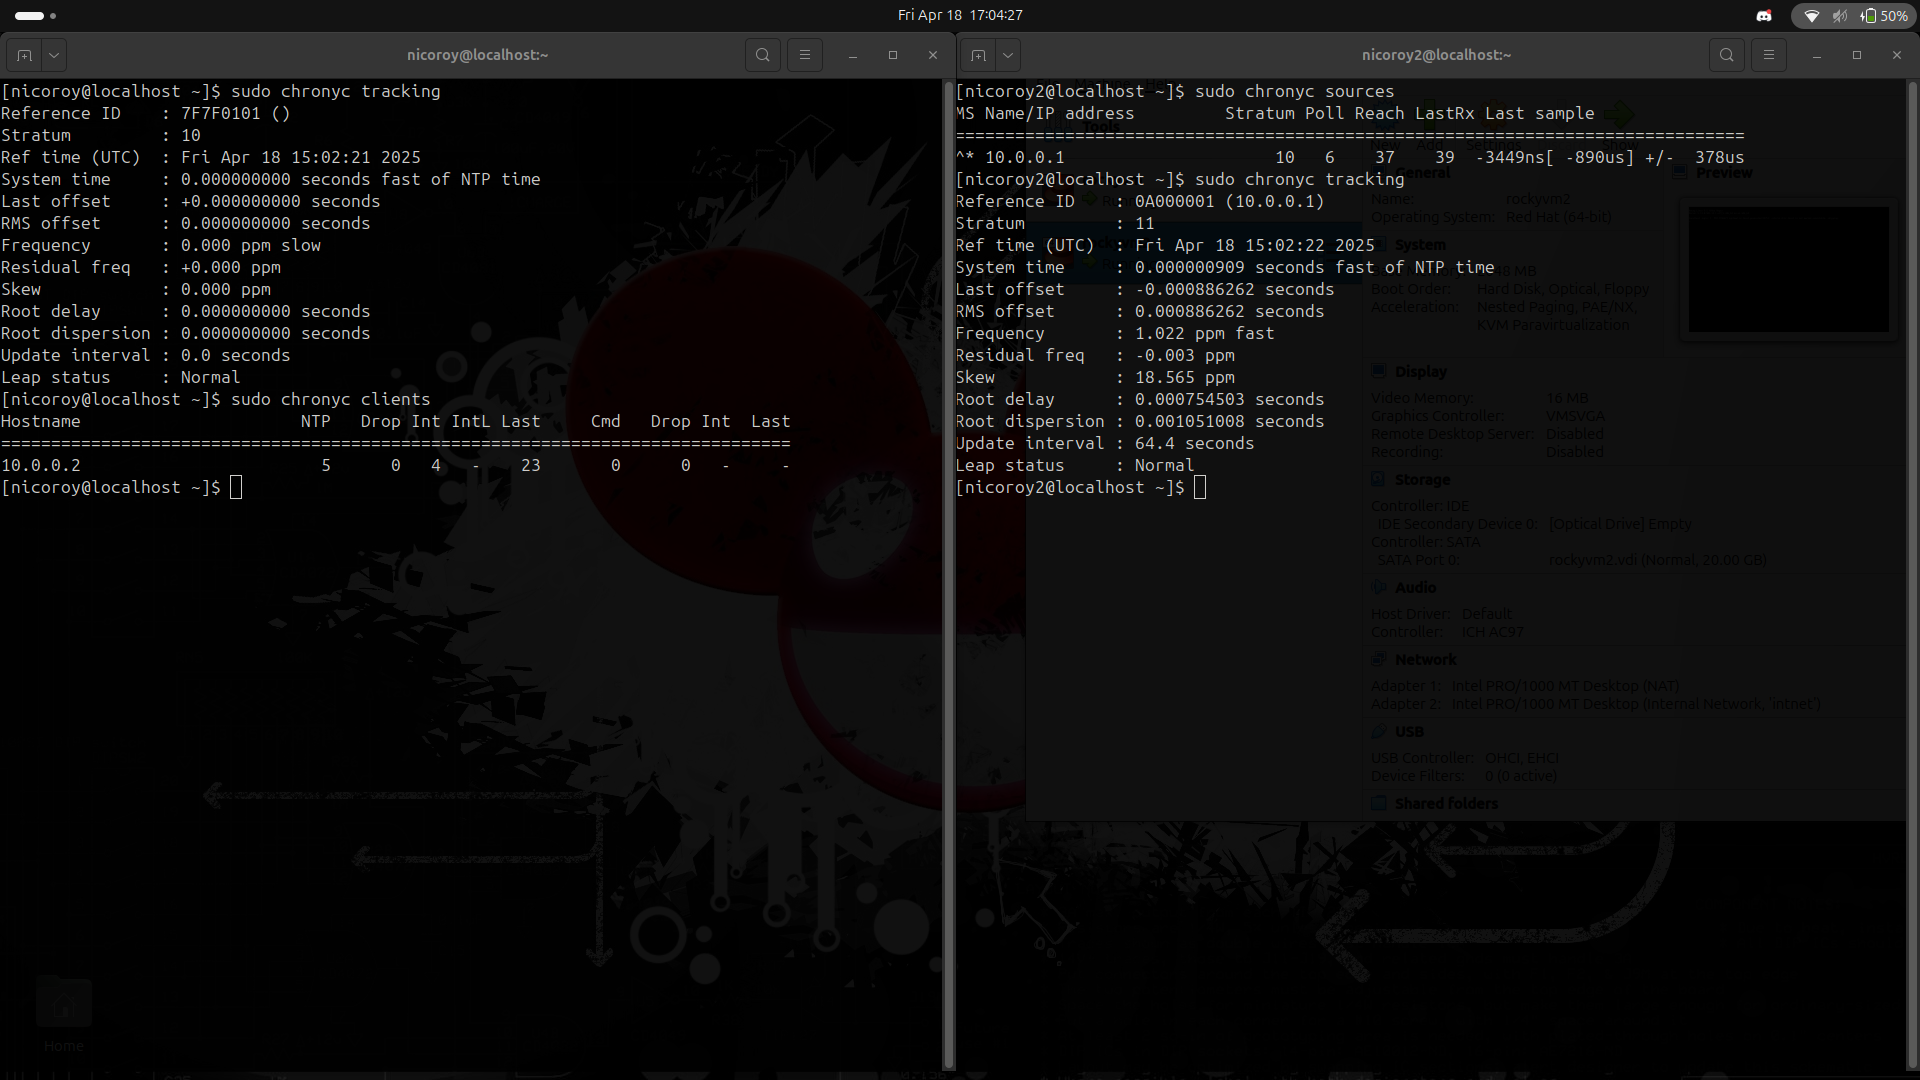 Fri Apr 18  17:04:27
50%
nicoroy@localhost:~
[nicoroy@localhost ~]$ sudo chronyc tracking
Reference ID    : 7F7F0101 ()
Stratum         : 10
Ref time (UTC)  : Fri Apr 18 15:02:21 2025
System time     : 0.000000000 seconds fast of NTP time
Last offset     : +0.000000000 seconds
RMS offset      : 0.000000000 seconds
Frequency       : 0.000 ppm slow
Residual freq   : +0.000 ppm
Skew            : 0.000 ppm
Root delay      : 0.000000000 seconds
Root dispersion : 0.000000000 seconds
Update interval : 0.0 seconds
Leap status     : Normal
[nicoroy@localhost ~]$ sudo chronyc clients
Hostname                      NTP   Drop Int IntL Last     Cmd   Drop Int  Last
===============================================================================
10.0.0.2                        5      0   4    -    23       0      0   -     -
[nicoroy@localhost ~]$
Home
nicoroy2@localhost:~
[nicoroy2@localhost ~]$ sudo chronyc sources
MS Name/IP address         Stratum Poll Reach LastRx Last sample
===============================================================================
^* 10.0.0.1                     10   6    37    39  -3449ns[ -890us] +/-  378us
[nicoroy2@localhost ~]$ sudo chronyc tracking
Reference ID    : 0A000001 (10.0.0.1)
Stratum         : 11
Ref time (UTC)  : Fri Apr 18 15:02:22 2025
System time     : 0.000000909 seconds fast of NTP time
Last offset     : -0.000886262 seconds
RMS offset      : 0.000886262 seconds
Frequency       : 1.022 ppm fast
Residual freq   : -0.003 ppm
Skew            : 18.565 ppm
Root delay      : 0.000754503 seconds
Root dispersion : 0.001051008 seconds
Update interval : 64.4 seconds
Leap status     : Normal
[nicoroy2@localhost ~]$
General
Preview
Name: rockyvm2
Operating System: Red Hat (64-bit)
System
Boot Order: Hard Disk, Optical, Floppy
Acceleration: Nested Paging, PAE/NX,
KVM Paravirtualization
Display
Video Memory: 16 MB
Graphics Controller: VMSVGA
Remote Desktop Server: Disabled
Recording: Disabled
Storage
Controller: IDE
IDE Secondary Device 0: [Optical Drive] Empty
Controller: SATA
SATA Port 0: rockyvm2.vdi (Normal, 20.00 GB)
Audio
Host Driver: Default
Controller: ICH AC97
Network
Adapter 1: Intel PRO/1000 MT Desktop (NAT)
Adapter 2: Intel PRO/1000 MT Desktop (Internal Network, 'intnet')
USB
USB Controller: OHCI, EHCI
Device Filters: 0 (0 active)
Shared folders